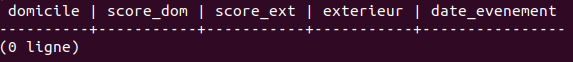 domicile | score_dom | score_ext | exterieur | date_evenement
----------+-----------+-----------+-----------+----------------
(0 ligne)